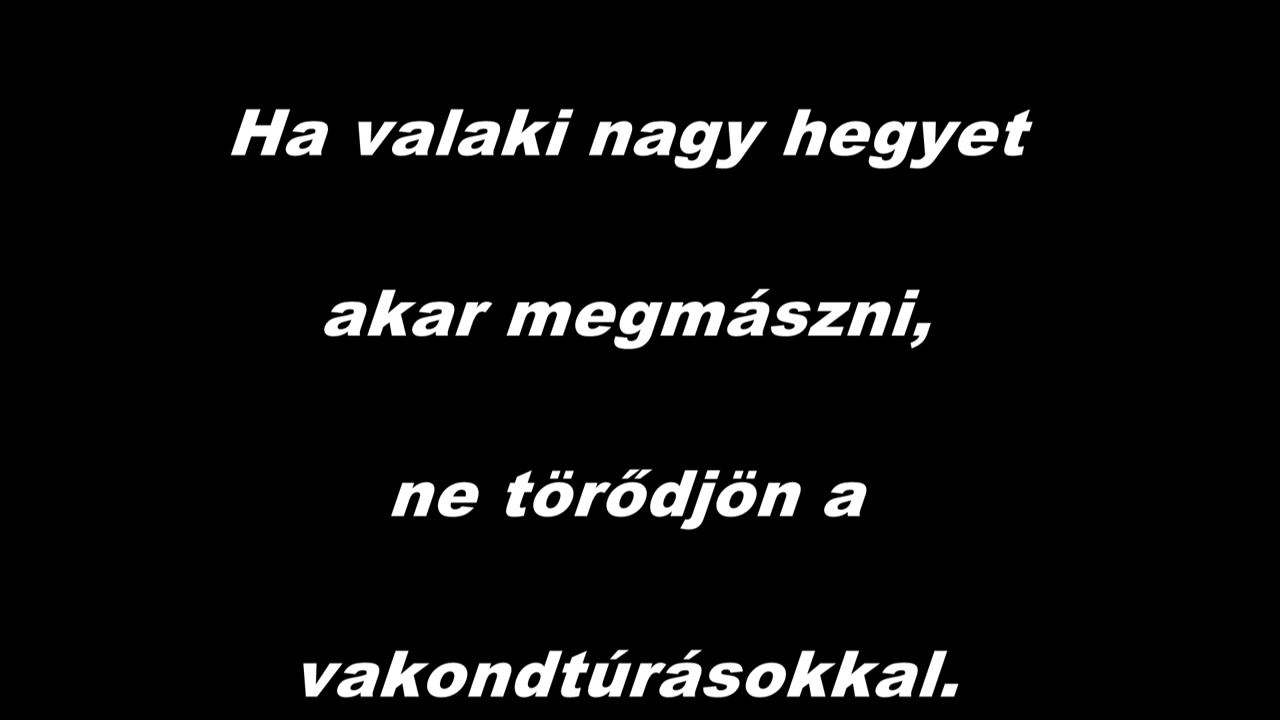 Ha valaki nagy hegyet
akar megmászni,
ne törődjön a
vakondtúrásokkal.